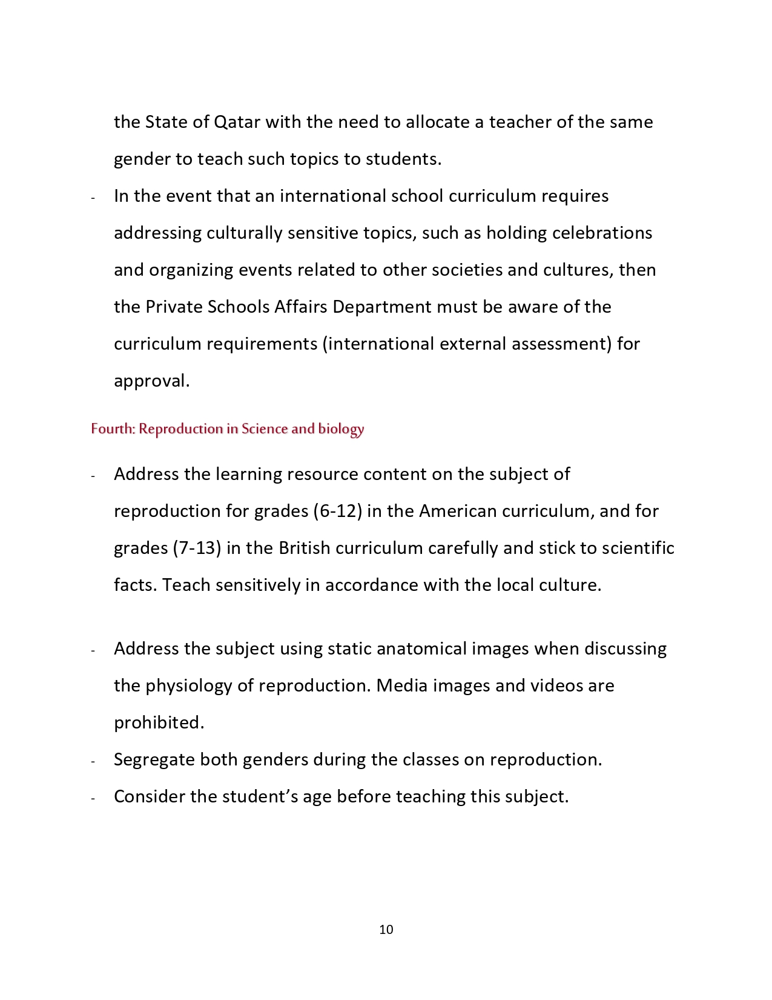 the State of Qatar with the need to allocate a teacher of the same
gender to teach such topics to students.
- In the event that an international school curriculum requires
addressing culturally sensitive topics, such as holding celebrations
and organizing events related to other societies and cultures, then
the Private Schools Affairs Department must be aware of the
curriculum requirements (international external assessment) for
approval.
Fourth: Reproduction in Science and biology
- Address the learning resource content on the subject of
reproduction for grades (6-12) in the American curriculum, and for
grades (7-13) in the British curriculum carefully and stick to scientific
facts. Teach sensitively in accordance with the local culture.
- Address the subject using static anatomical images when discussing
the physiology of reproduction. Media images and videos are
prohibited.
- Segregate both genders during the classes on reproduction.
- Consider the student’s age before teaching this subject.
10